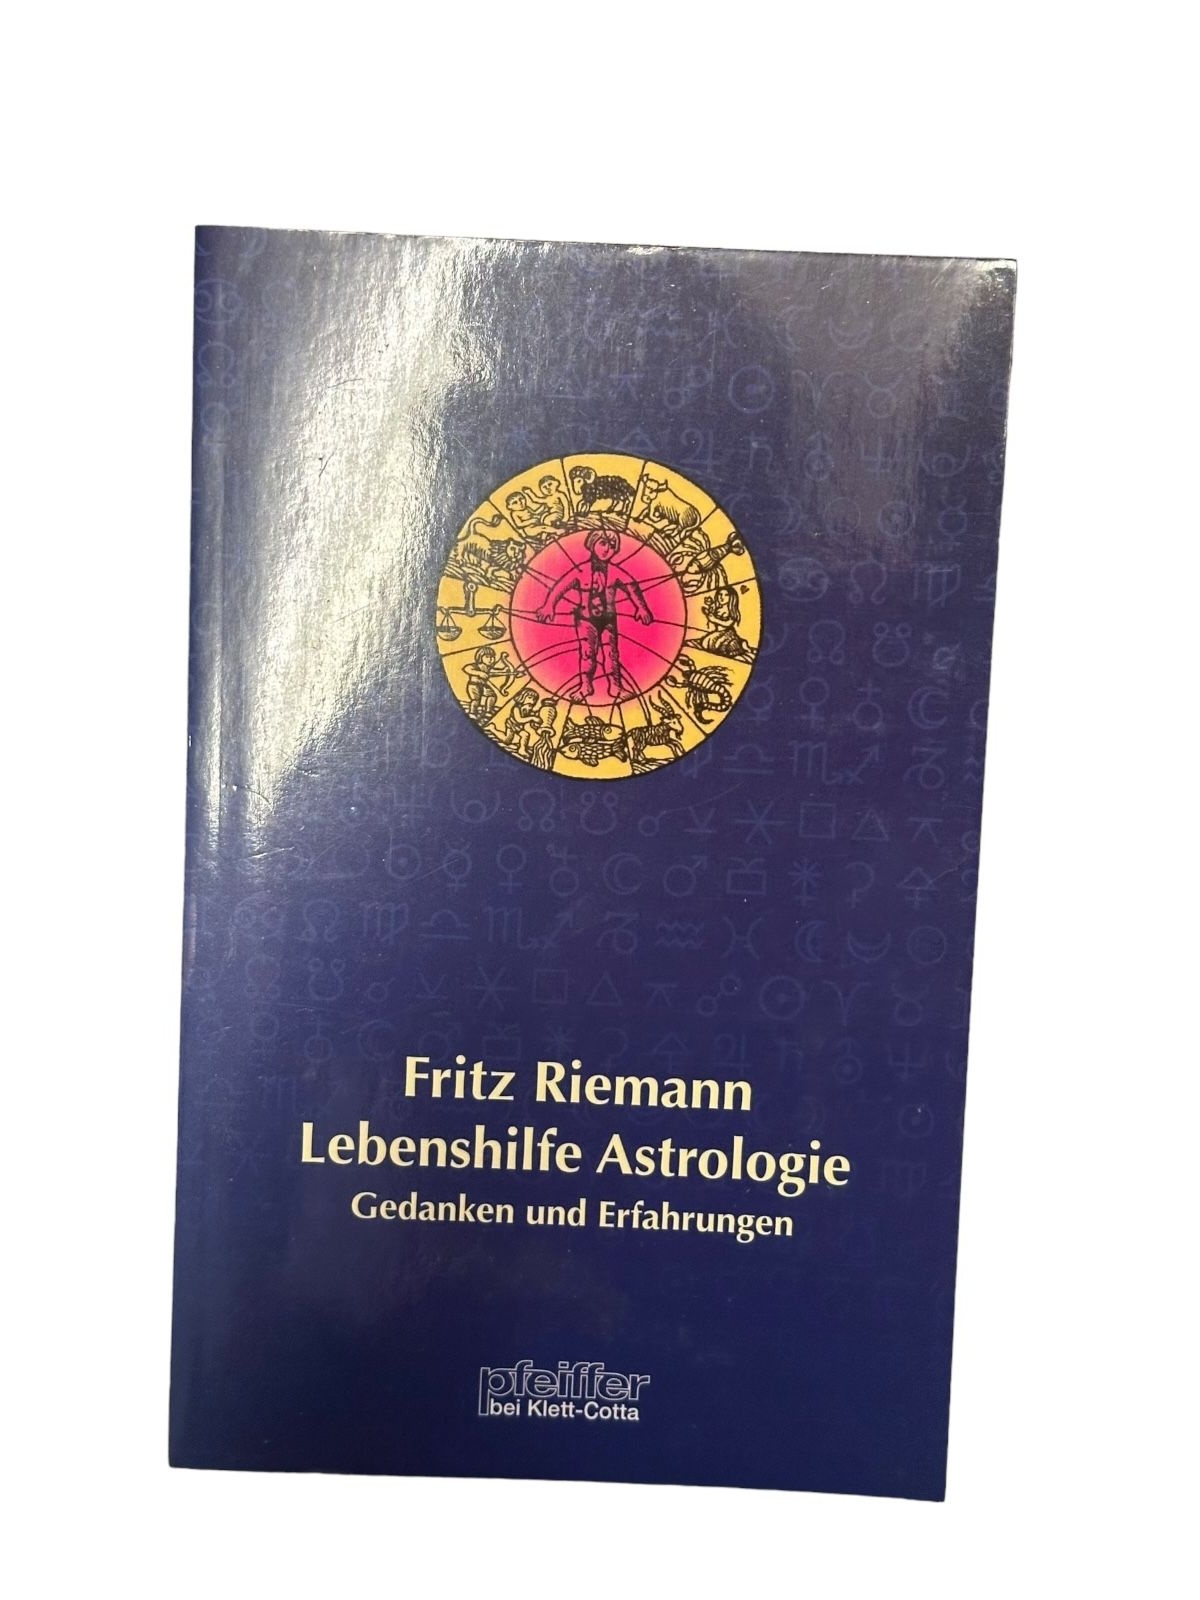 Fritz Riemann
Lebenshilfe Astrologie
Gedanken und Erfahrungen
pfeiffer
bei Klett-Cotta